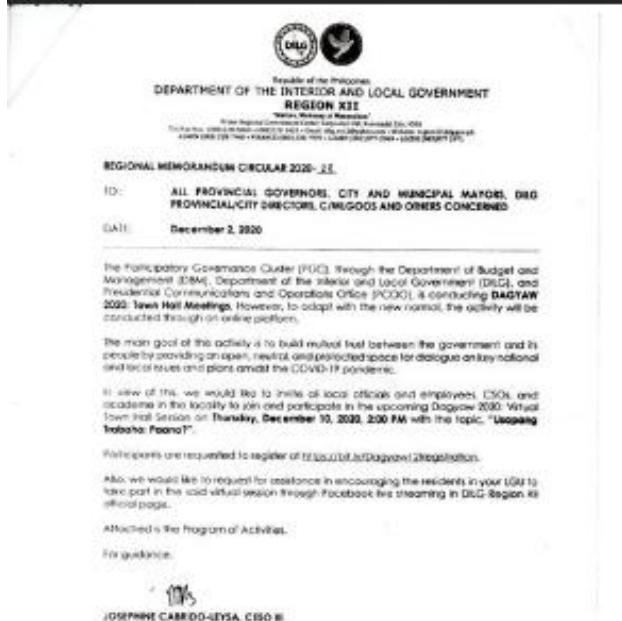 DILG
Republic of the Philippines
DEPARTMENT OF THE INTERIOR AND LOCAL GOVERNMENT
REGION XII
REGIONAL MEMORANDUM CIRCULAR 2020-
TO: ALL PROVINCIAL GOVERNORS, CITY AND MUNICIPAL MAYORS, DILG
PROVINCIAL/CITY DIRECTORS, C/MLGOOS AND OTHERS CONCERNED
DATE: December 2, 2020
The Participatory Governance Cluster (PGC), through the Department of Budget and
Management (DBM), Department of the Interior and Local Government (DILG), and
Presidential Communications and Operations Office (PCOO), is conducting DAGYAW
2020: Town Hall Meetings. However, to adapt with the new normal, the activity will be
conducted through an online platform.
The main goal of this activity is to build mutual trust between the government and its
people by providing an open, neutral, and protected space for dialogue on key national
and local issues and plans amidst the COVID-19 pandemic.
In view of this, we would like to invite all local officials and employees, CSOs, and
academe in the locality to join and participate in the upcoming Dagyaw 2020: Virtual
Town Hall Session on Thursday, December 10, 2020, 2:00 PM with the topic, "Usapang
Trabaho: Paano?".
Participants are requested to register at https://bit.ly/Dagyaw12Registration.
Also, we would like to request for assistance in encouraging the residents in your LGU to
take part in the said virtual session through Facebook live streaming in DILG Region XII
official page.
Attached is the Program of Activities.
For guidance.
JOSEPHINE CABRIDO-LEYSA, CESO III